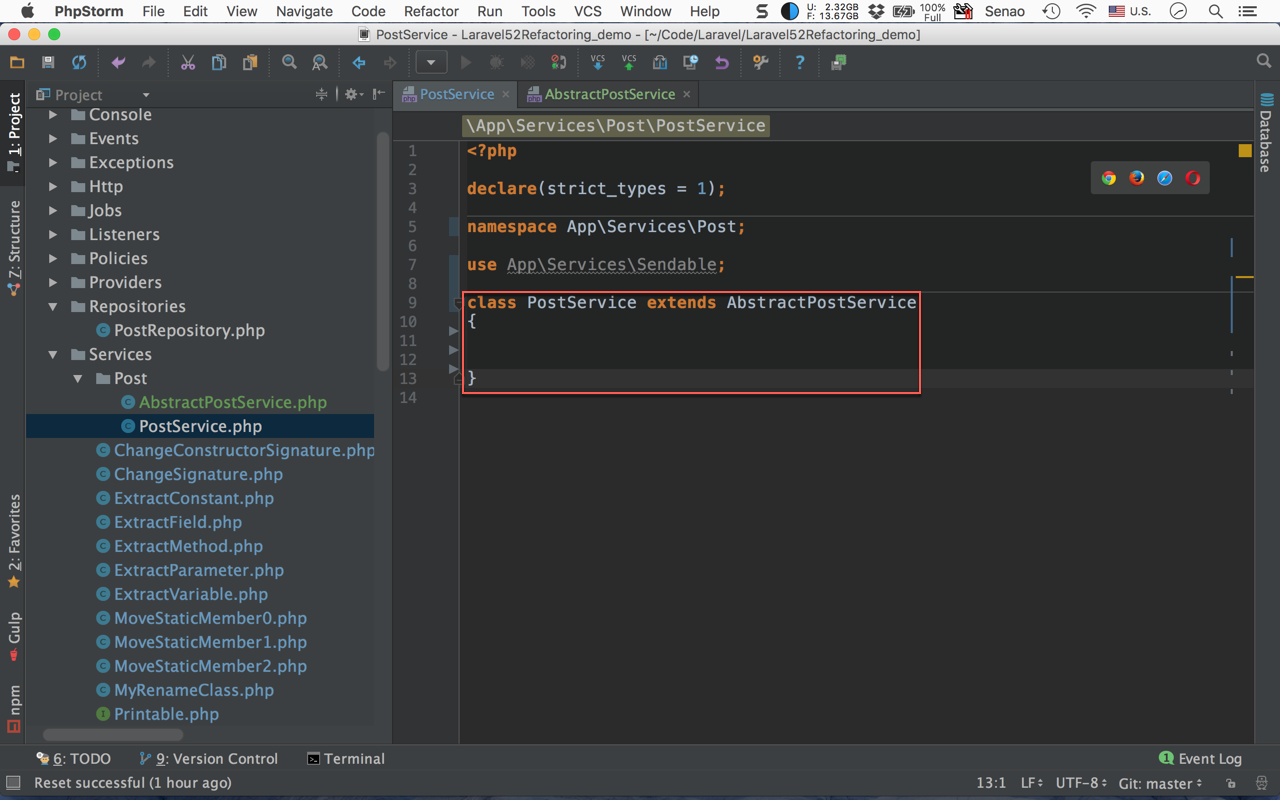 PhpStorm File Edit View Navigate Code Refactor Run Tools VCS Window Help S U: 2.32GB F: 13.67GB 100% Full Senao U.S.
PostService - Laravel52Refactoring_demo - [~/Code/Laravel/Laravel52Refactoring_demo]
VCS VCS ?
1: Project
7: Structure
2: Favorites
Gulp
npm
Project
Console
Events
Exceptions
Http
Jobs
Listeners
Policies
Providers
Repositories
PostRepository.php
Services
Post
AbstractPostService.php
PostService.php
ChangeConstructorSignature.php
ChangeSignature.php
ExtractConstant.php
ExtractField.php
ExtractMethod.php
ExtractParameter.php
ExtractVariable.php
MoveStaticMember0.php
MoveStaticMember1.php
MoveStaticMember2.php
MyRenameClass.php
Printable.php
PostService × AbstractPostService ×
\App\Services\Post\PostService
1 <?php
2
3 declare(strict_types = 1);
4
5 namespace App\Services\Post;
6
7 use App\Services\Sendable;
8
9 class PostService extends AbstractPostService
10 {
11
12
13 }
14
Database
6: TODO 9: Version Control Terminal 1 Event Log
Reset successful (1 hour ago) 13:1 LF UTF-8 Git: master